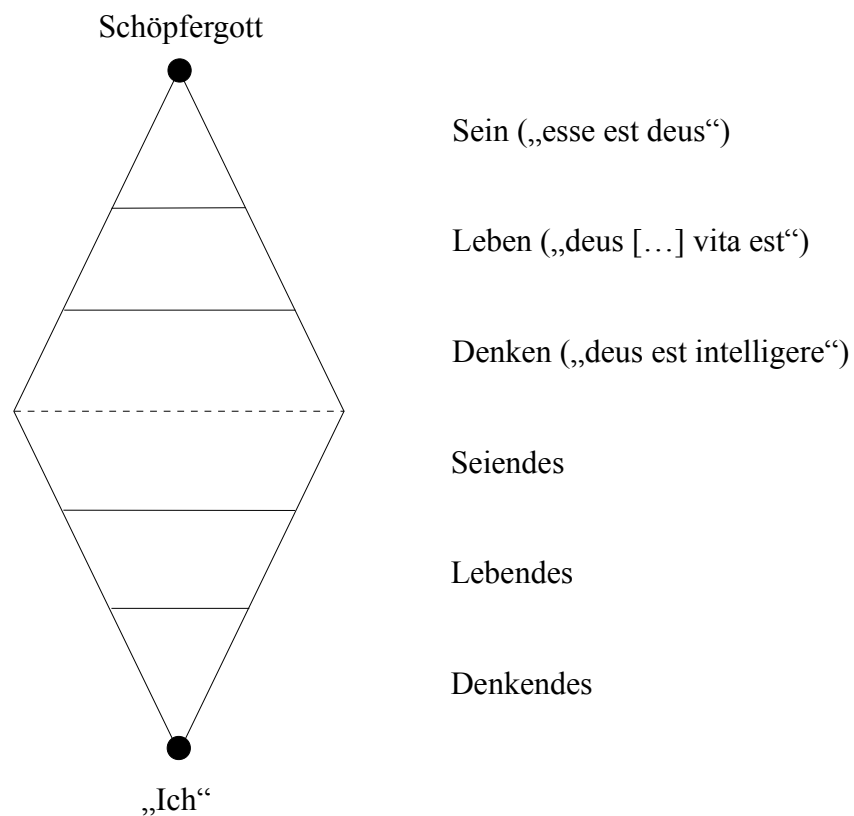 Schöpfergott
Sein („esse est deus“)
Leben („deus […] vita est“)
Denken („deus est intelligere“)
Seiendes
Lebendes
Denkendes
„Ich“